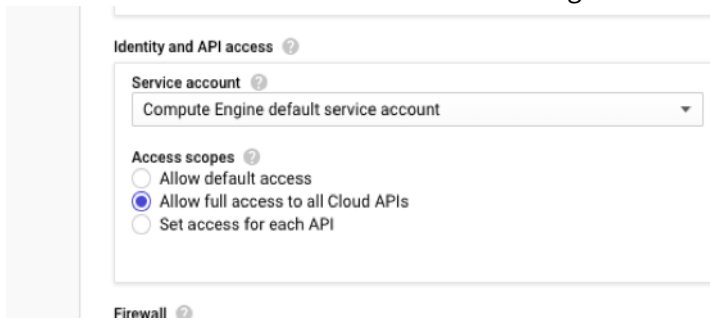 Identity and API access
Service account
Compute Engine default service account
Access scopes
Allow default access
Allow full access to all Cloud APIs
Set access for each API
Firewall